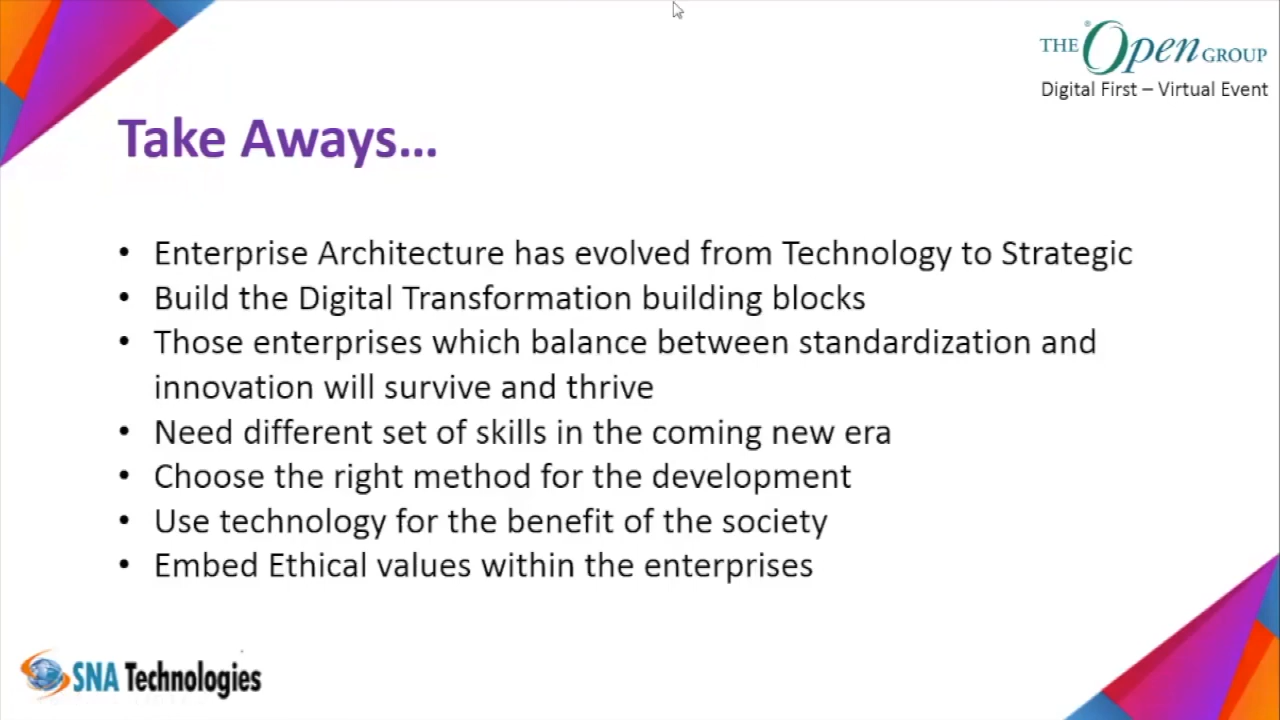 THE Open GROUP
Digital First – Virtual Event
Take Aways...
• Enterprise Architecture has evolved from Technology to Strategic
• Build the Digital Transformation building blocks
• Those enterprises which balance between standardization and
innovation will survive and thrive
• Need different set of skills in the coming new era
• Choose the right method for the development
• Use technology for the benefit of the society
• Embed Ethical values within the enterprises
SNA Technologies